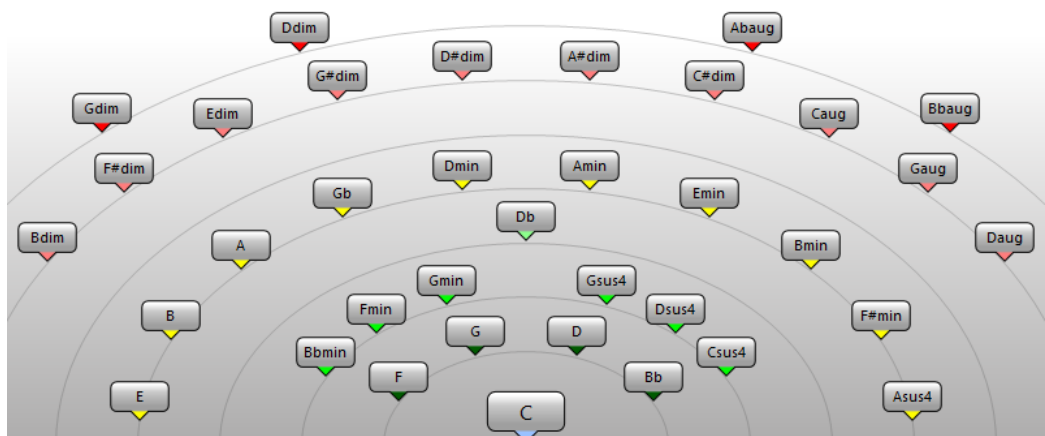 Ddim
Abaug
D#dim
A#dim
G#dim
C#dim
Gdim
Edim
Caug
Bbaug
F#dim
Dmin
Amin
Gaug
Gb
Emin
Db
Bdim
A
Bmin
Daug
Gmin
Gsus4
B
Fmin
Dsus4
F#min
G
D
Bbmin
Csus4
F
Bb
E
C
Asus4